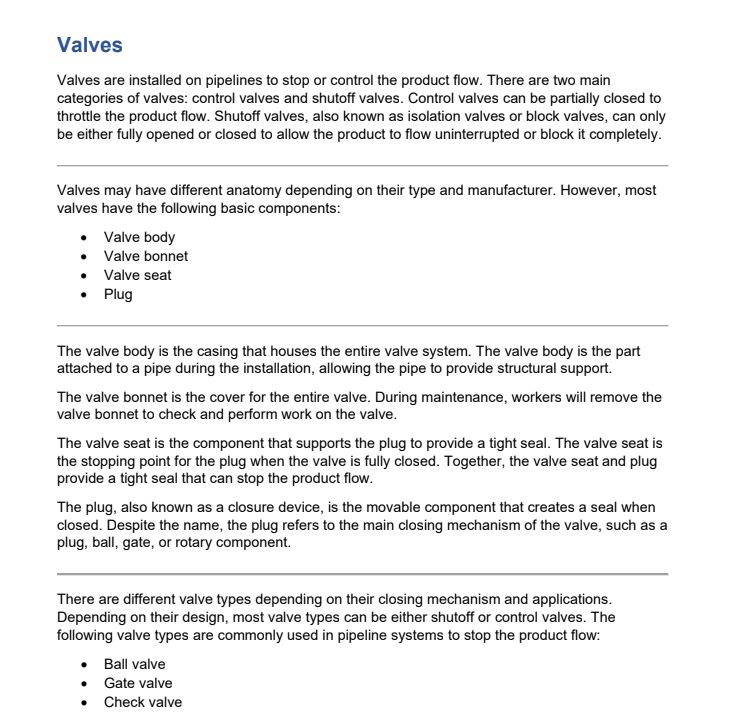 Valves
Valves are installed on pipelines to stop or control the product flow. There are two main
categories of valves: control valves and shutoff valves. Control valves can be partially closed to
throttle the product flow. Shutoff valves, also known as isolation valves or block valves, can only
be either fully opened or closed to allow the product to flow uninterrupted or block it completely.
Valves may have different anatomy depending on their type and manufacturer. However, most
valves have the following basic components:
• Valve body
• Valve bonnet
• Valve seat
• Plug
The valve body is the casing that houses the entire valve system. The valve body is the part
attached to a pipe during the installation, allowing the pipe to provide structural support.
The valve bonnet is the cover for the entire valve. During maintenance, workers will remove the
valve bonnet to check and perform work on the valve.
The valve seat is the component that supports the plug to provide a tight seal. The valve seat is
the stopping point for the plug when the valve is fully closed. Together, the valve seat and plug
provide a tight seal that can stop the product flow.
The plug, also known as a closure device, is the movable component that creates a seal when
closed. Despite the name, the plug refers to the main closing mechanism of the valve, such as a
plug, ball, gate, or rotary component.
There are different valve types depending on their closing mechanism and applications.
Depending on their design, most valve types can be either shutoff or control valves. The
following valve types are commonly used in pipeline systems to stop the product flow:
• Ball valve
• Gate valve
• Check valve